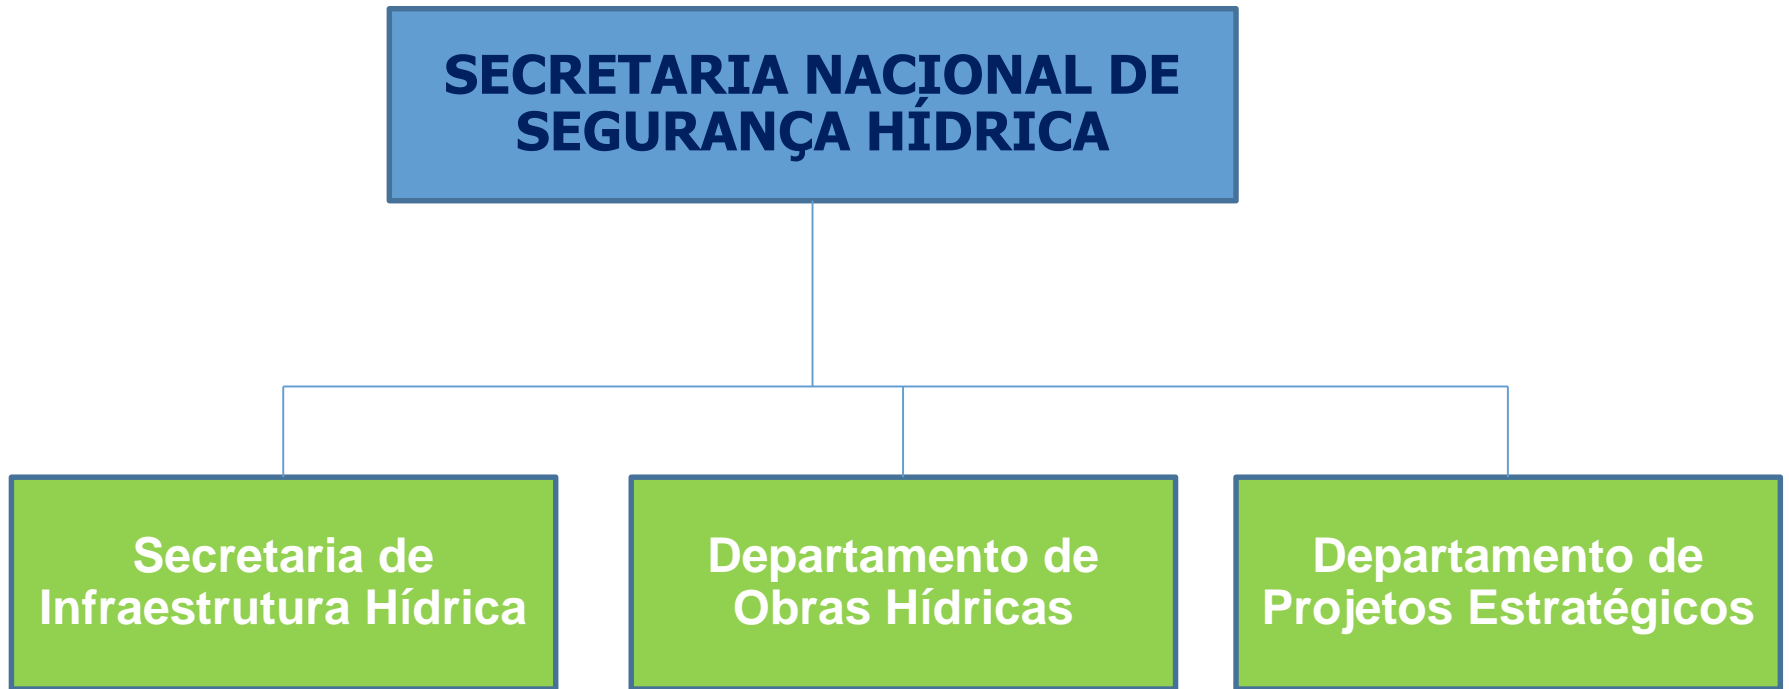 SECRETARIA NACIONAL DE
SEGURANÇA HÍDRICA
Secretaria de
Infraestrutura Hídrica
Departamento de
Obras Hídricas
Departamento de
Projetos Estratégicos